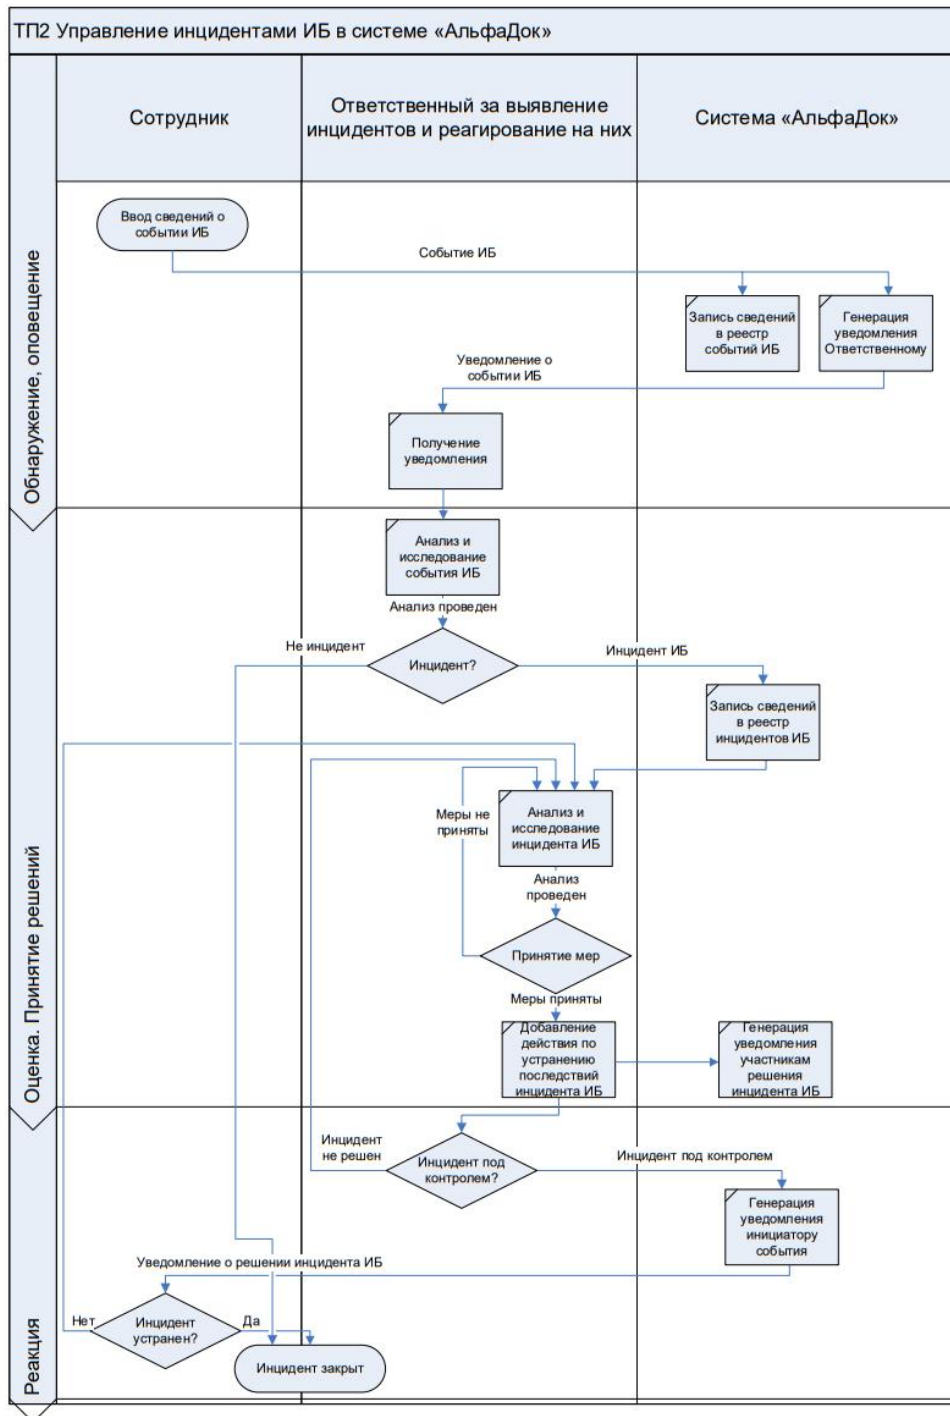 ТП2 Управление инцидентами ИБ в системе «АльфаДок»
Сотрудник
Ответственный за выявление
инцидентов и реагирование на них
Система «АльфаДок»
Обнаружение, оповещение
Ввод сведений о
событии ИБ
Событие ИБ
Запись сведений
в реестр
событий ИБ
Генерация
уведомления
Ответственному
Уведомление о
событии ИБ
Получение
уведомления
Оценка. Принятие решений
Анализ и
исследование
события ИБ
Анализ проведен
Не инцидент
Инцидент?
Инцидент ИБ
Запись сведений
в реестр
инцидентов ИБ
Меры не
приняты
Анализ и
исследование
инцидента ИБ
Анализ
проведен
Принятие мер
Меры приняты
Добавление
действия по
устранению
последствий
инцидента ИБ
Генерация
уведомления
участникам
решения
инцидента ИБ
Реакция
Инцидент
не решен
Инцидент под
контролем?
Инцидент под контролем
Генерация
уведомления
инициатору
события
Уведомление о решении инцидента ИБ
Нет
Инцидент
устранен?
Да
Инцидент закрыт